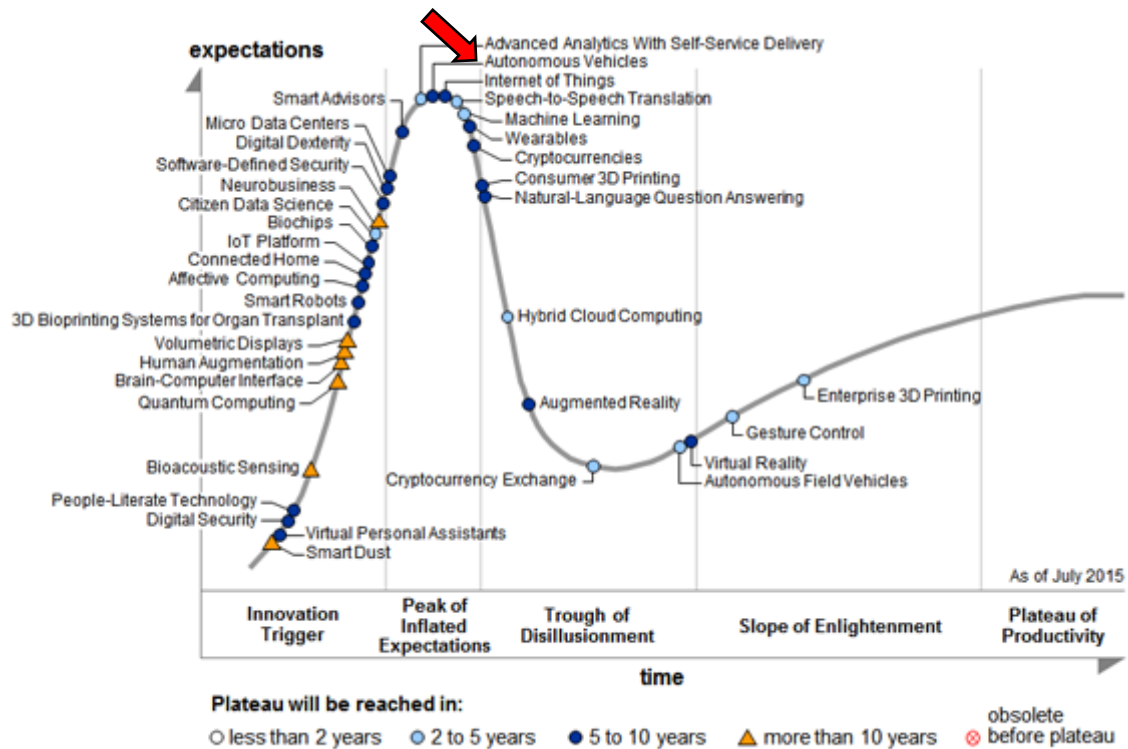 expectations
Advanced Analytics With Self-Service Delivery
Autonomous Vehicles
Internet of Things
Speech-to-Speech Translation
Machine Learning
Wearables
Cryptocurrencies
Consumer 3D Printing
Natural-Language Question Answering
Smart Advisors
Micro Data Centers
Digital Dexterity
Software-Defined Security
Neurobusiness
Citizen Data Science
Biochips
IoT Platform
Connected Home
Affective Computing
Smart Robots
3D Bioprinting Systems for Organ Transplant
Volumetric Displays
Human Augmentation
Brain-Computer Interface
Quantum Computing
Bioacoustic Sensing
People-Literate Technology
Digital Security
Virtual Personal Assistants
Smart Dust
Hybrid Cloud Computing
Augmented Reality
Cryptocurrency Exchange
Enterprise 3D Printing
Gesture Control
Virtual Reality
Autonomous Field Vehicles
As of July 2015
Innovation
Trigger
Peak of
Inflated
Expectations
Trough of
Disillusionment
Slope of Enlightenment
Plateau of
Productivity
time
Plateau will be reached in:
less than 2 years
2 to 5 years
5 to 10 years
more than 10 years
obsolete
before plateau